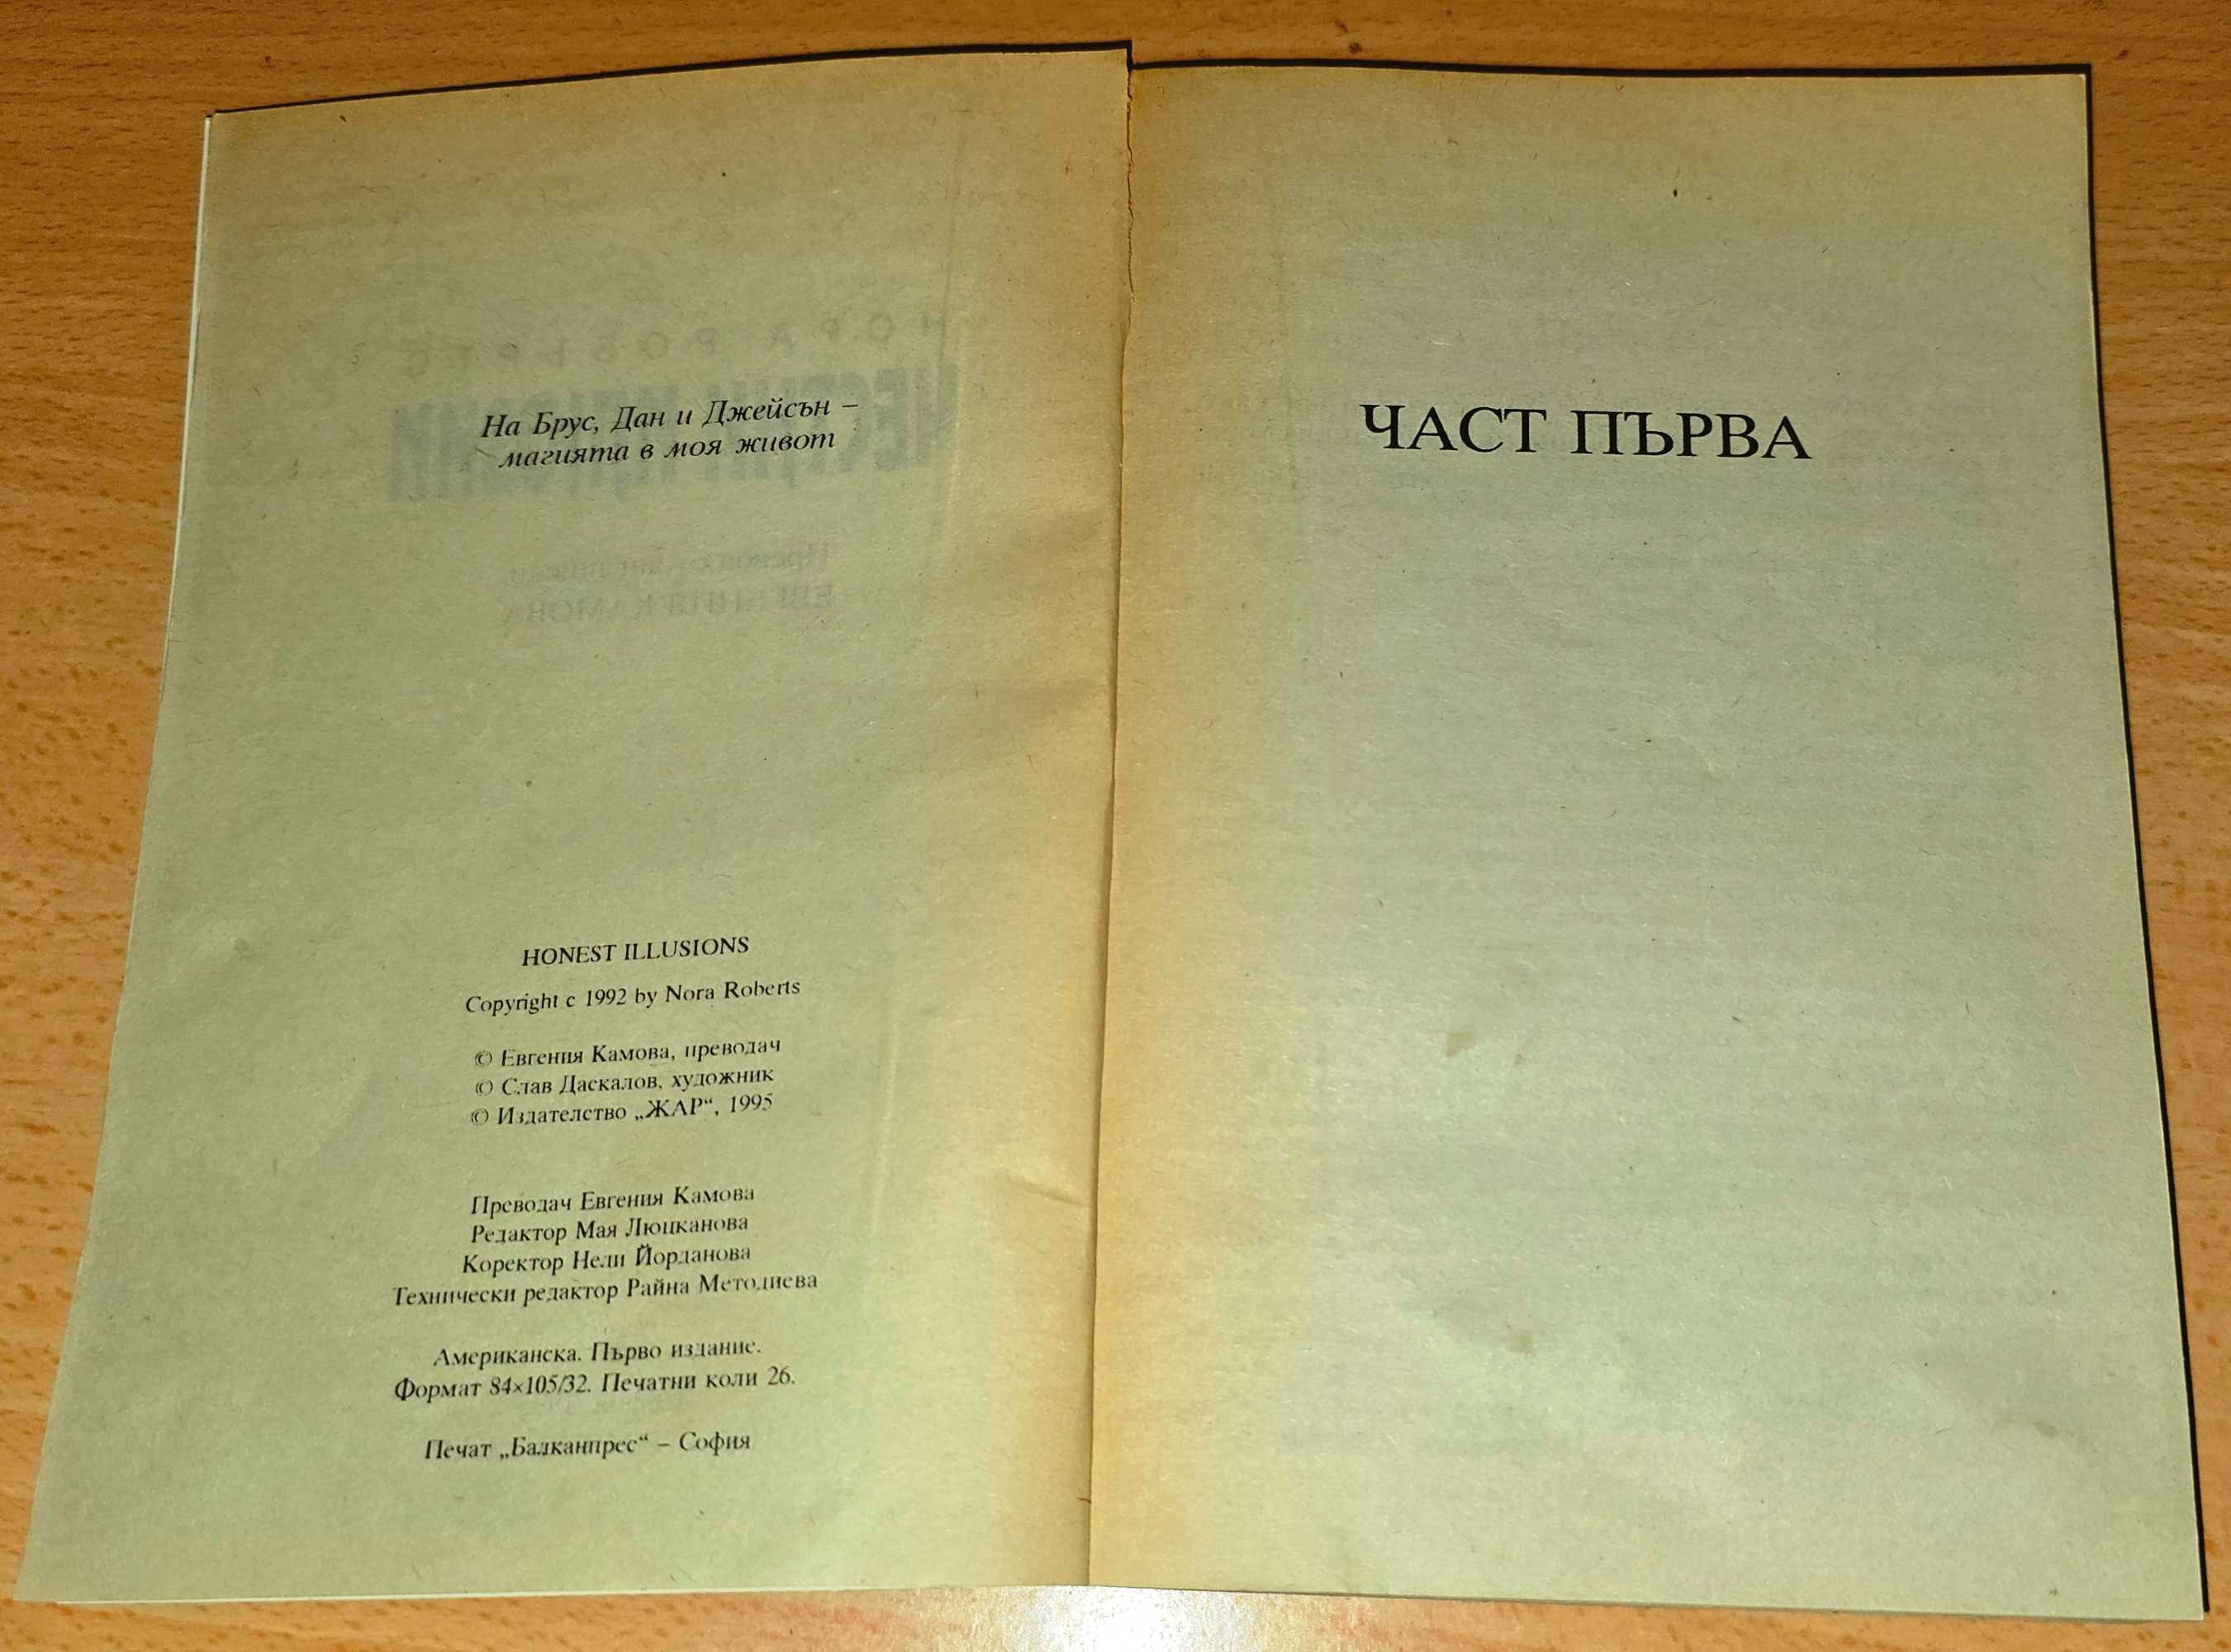 На Брус, Дан и Джейсън –
магията в моя живот
HONEST ILLUSIONS
Copyright c 1992 by Nora Roberts
© Евгения Камова, преводач
© Слав Даскалов, художник
© Издателство „ЖАР“, 1995
Преводач Евгения Камова
Редактор Мая Люцканова
Коректор Нели Йорданова
Технически редактор Райна Методиева
Американска. Първо издание.
Формат 84×105/32. Печатни коли 26.
Печат „Балканпрес“ – София
ЧАСТ ПЪРВА